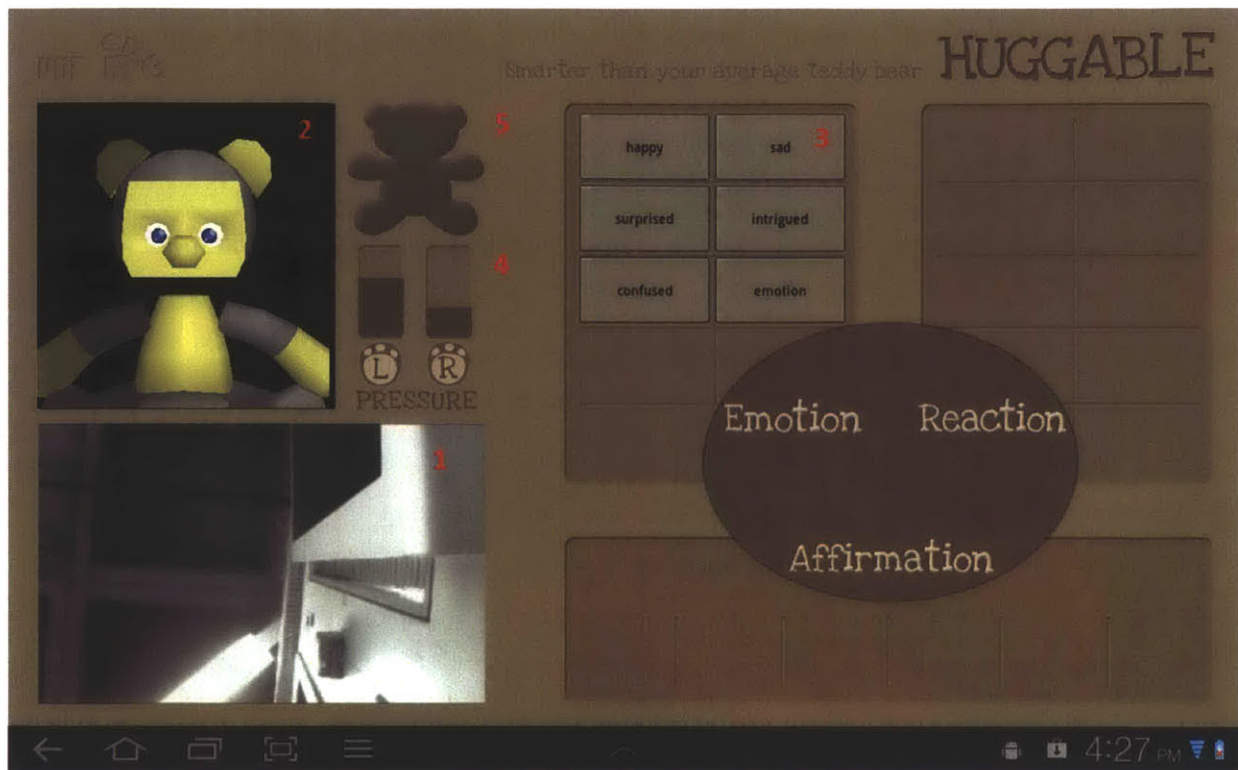 Smarter than your average teddy bear HUGGABLE
2
5
happy
sad
3
surprised
intrigued
4
confused
emotion
L
R
PRESSURE
Emotion
Reaction
1
Affirmation
4:27 PM